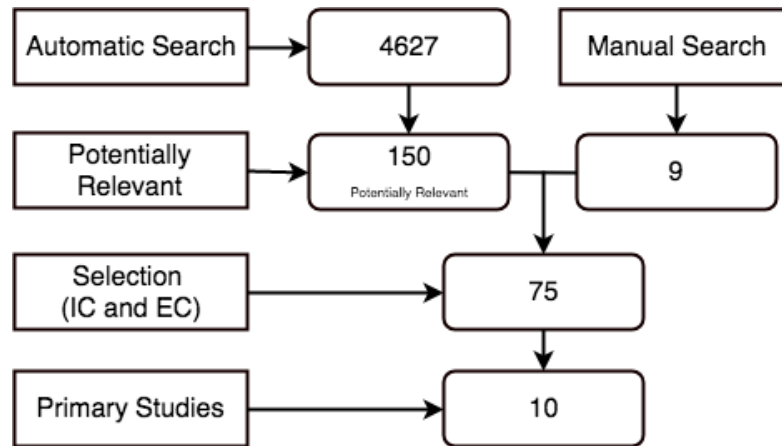 Automatic Search
4627
Manual Search
Potentially
Relevant
150
Potentially Relevant
9
Selection
(IC and EC)
75
Primary Studies
10